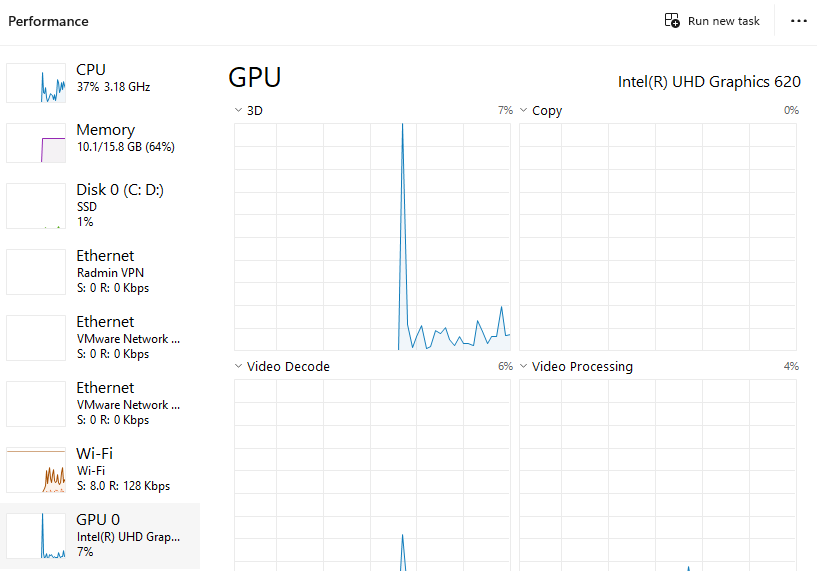 Performance
Run new task
CPU
37% 3.18 GHz
Memory
10.1/15.8 GB (64%)
Disk 0 (C: D:)
SSD
1%
Ethernet
Radmin VPN
S: 0 R: 0 Kbps
Ethernet
VMware Network ...
S: 0 R: 0 Kbps
Ethernet
VMware Network ...
S: 0 R: 0 Kbps
Wi-Fi
Wi-Fi
S: 8.0 R: 128 Kbps
GPU 0
Intel(R) UHD Grap...
7%
GPU
Intel(R) UHD Graphics 620
3D 7%
Copy 0%
Video Decode 6%
Video Processing 4%